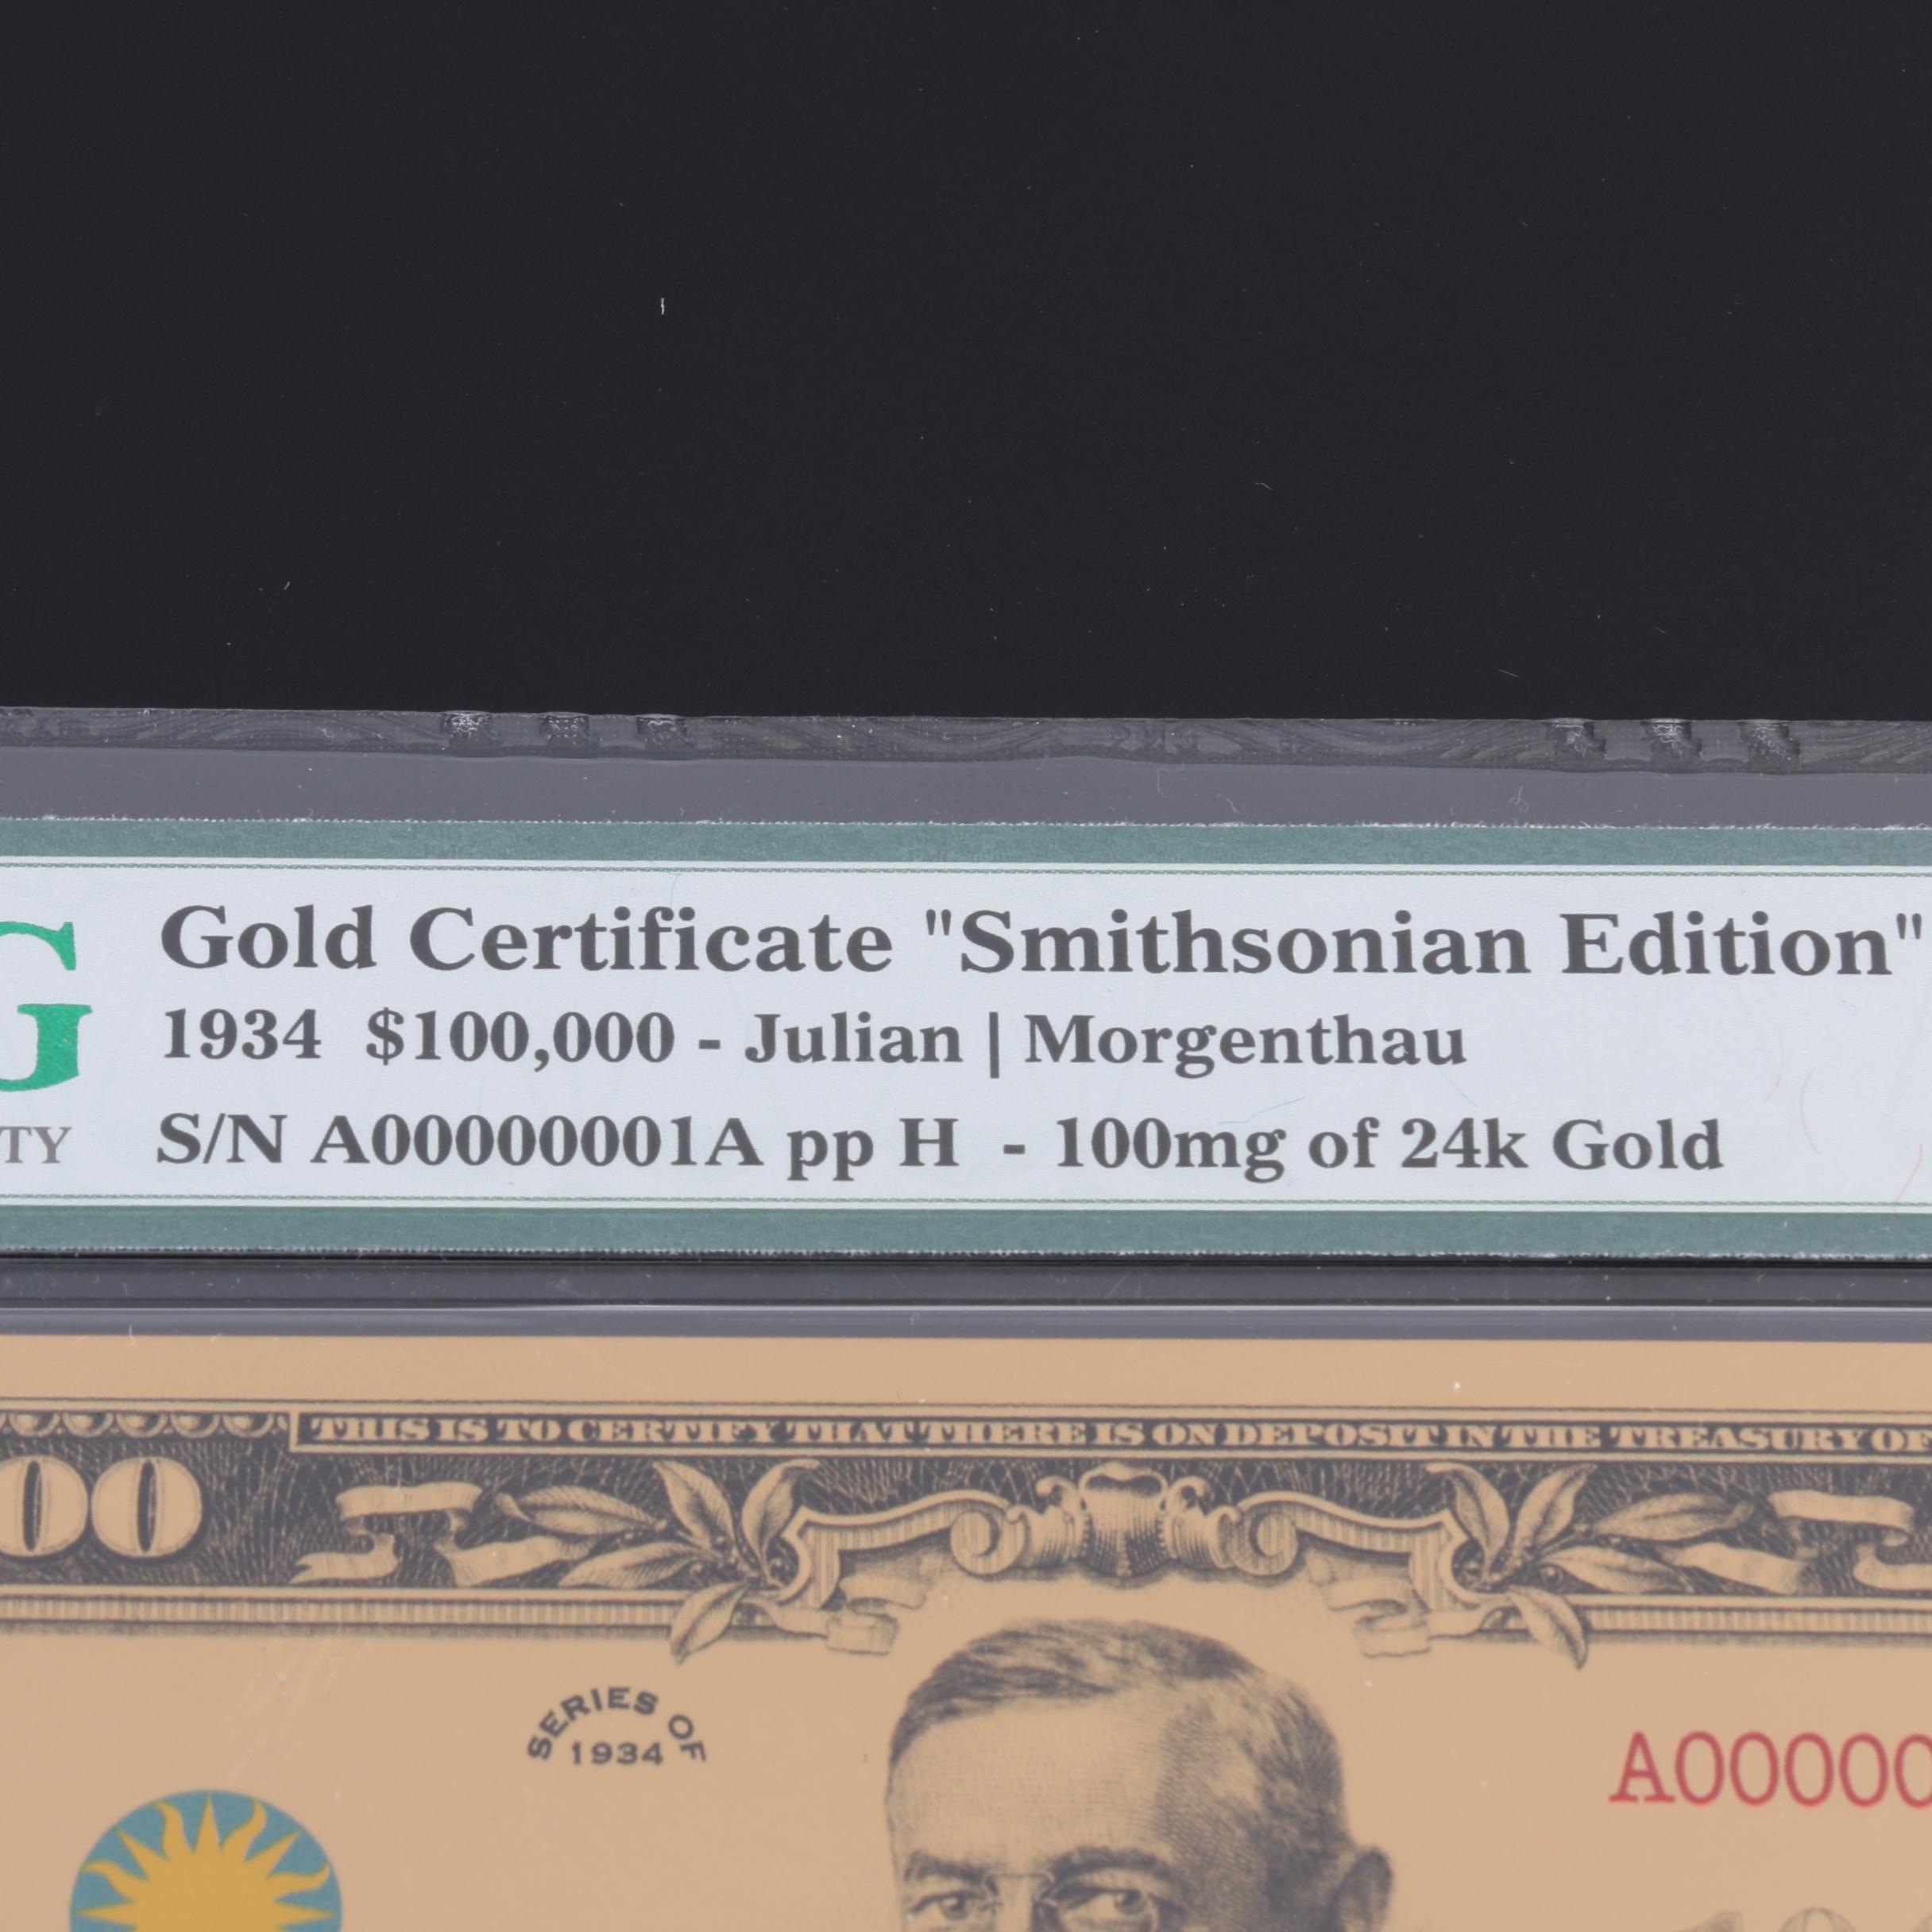 G Gold Certificate "Smithsonian Edition"
1934 $100,000 - Julian | Morgenthau
TY S/N A00000001A pp H - 100mg of 24k Gold
THIS IS TO CERTIFY THAT THERE IS ON DEPOSIT IN THE TREASURY OF
00
SERIES OF
1934
A00000